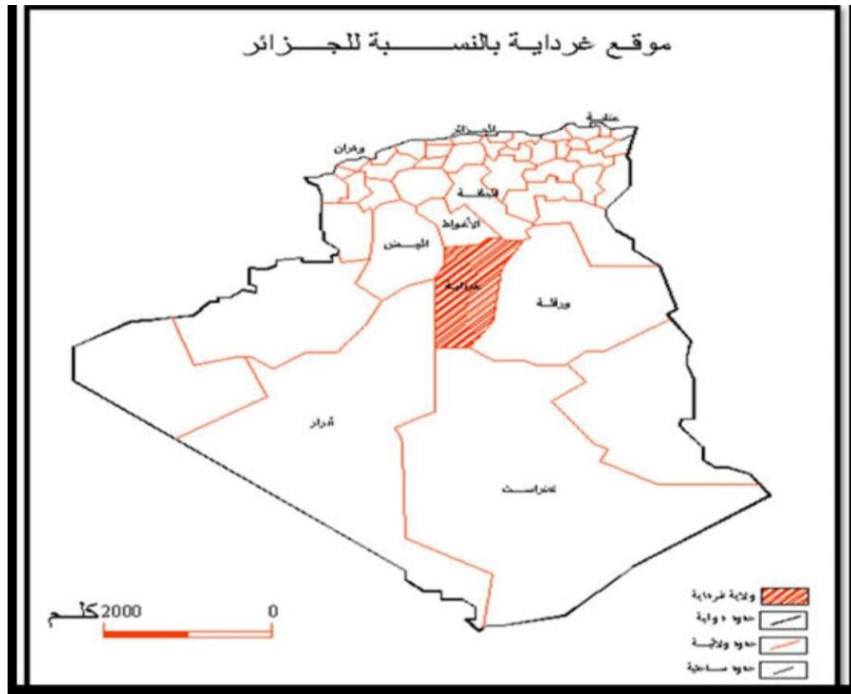 موقع غرداية بالنسبة للجزائر
عنابة
الجزائر
وهران
الجلفة
الأغواط
البيض
غرداية
ورقلة
أدرار
تمنراست
ولاية غرداية
حدود دولية
حدود ولائية
حدود ساحلية
0
2000 كلم